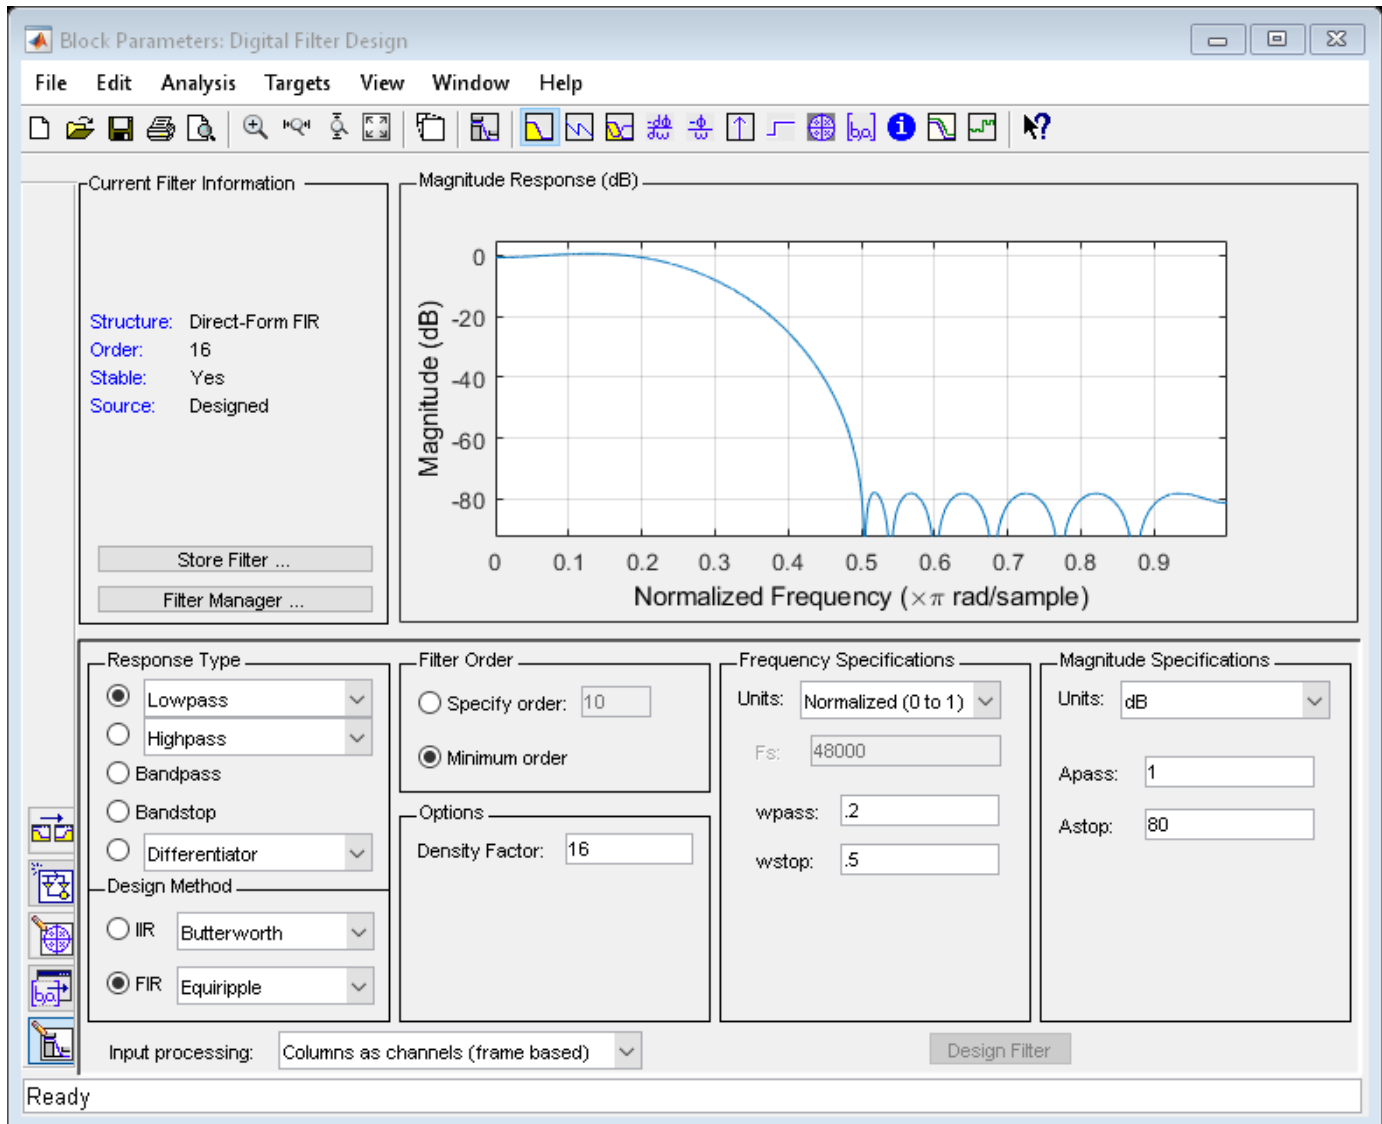 Block Parameters: Digital Filter Design
File Edit Analysis Targets View Window Help
Current Filter Information
Structure: Direct-Form FIR
Order: 16
Stable: Yes
Source: Designed
Store Filter ...
Filter Manager ...
Magnitude Response (dB)
Magnitude (dB)
0
-20
-40
-60
-80
0 0.1 0.2 0.3 0.4 0.5 0.6 0.7 0.8 0.9
Normalized Frequency (×π rad/sample)
Response Type
Lowpass
Highpass
Bandpass
Bandstop
Differentiator
Design Method
IIR Butterworth
FIR Equiripple
Filter Order
Specify order: 10
Minimum order
Options
Density Factor: 16
Frequency Specifications
Units: Normalized (0 to 1)
Fs: 48000
wpass: .2
wstop: .5
Magnitude Specifications
Units: dB
Apass: 1
Astop: 80
Input processing: Columns as channels (frame based)
Design Filter
Ready